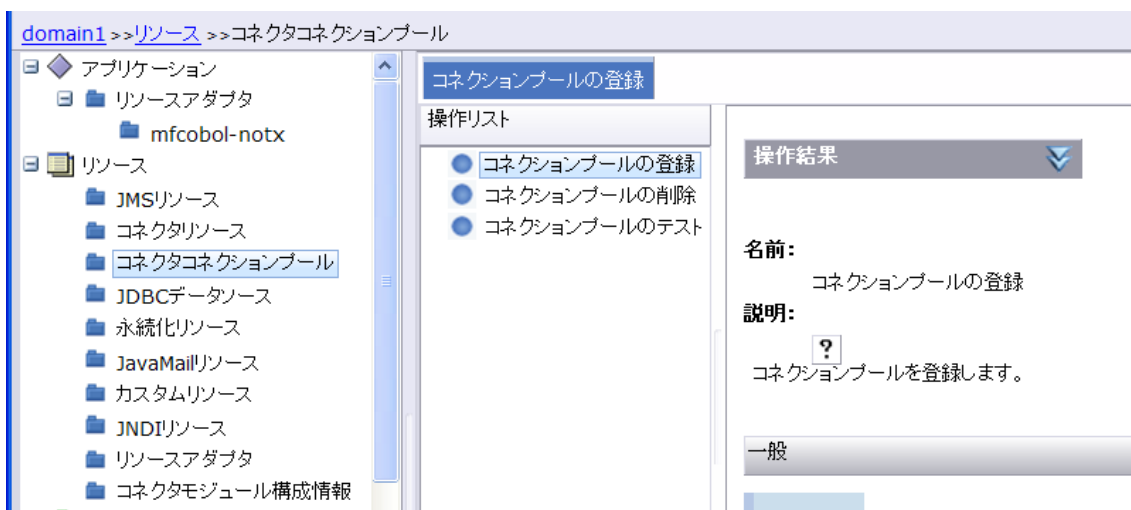 domain1 >>リソース >>コネクタコネクションプール
アプリケーション
リソースアダプタ
mfcobol-notx
リソース
JMSリソース
コネクタリソース
コネクタコネクションプール
JDBCデータソース
永続化リソース
JavaMailリソース
カスタムリソース
JNDIリソース
リソースアダプタ
コネクタモジュール構成情報
コネクションプールの登録
操作リスト
コネクションプールの登録
コネクションプールの削除
コネクションプールのテスト
操作結果
名前:
コネクションプールの登録
説明:
?
コネクションプールを登録します。
一般